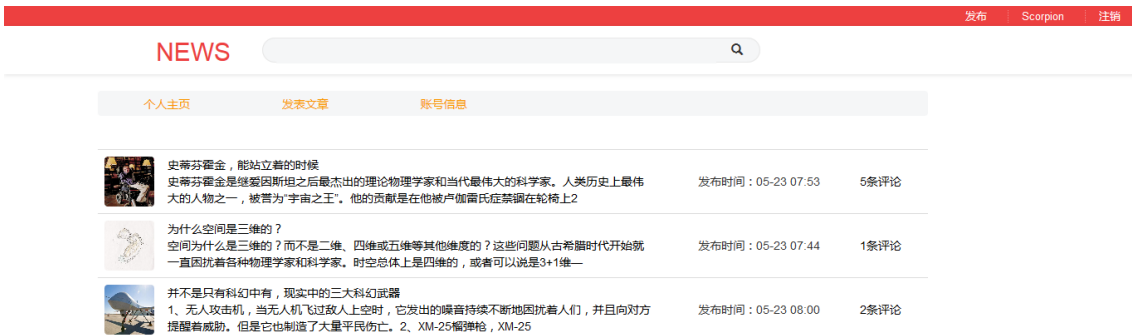 发布 Scorpion 注销
NEWS
个人主页 发表文章 账号信息
史蒂芬霍金，能站立着的时候
史蒂芬霍金是继爱因斯坦之后最杰出的理论物理学家和当代最伟大的科学家。人类历史上最伟
大的人物之一，被誉为“宇宙之王”。他的贡献是在他被卢伽雷氏症禁锢在轮椅上2
发布时间：05-23 07:53 5条评论
为什么空间是三维的？
空间为什么是三维的？而不是二维、四维或五维等其他维度的？这些问题从古希腊时代开始就
一直困扰着各种物理学家和科学家。时空总体上是四维的，或者可以说是3+1维—
发布时间：05-23 07:44 1条评论
并不是只有科幻中有，现实中的三大科幻武器
1、无人攻击机，当无人机飞过敌人上空时，它发出的噪音持续不断地困扰着人们，并且向对方
提醒着威胁。但是它也制造了大量平民伤亡。2、XM-25榴弹枪，XM-25
发布时间：05-23 08:00 2条评论